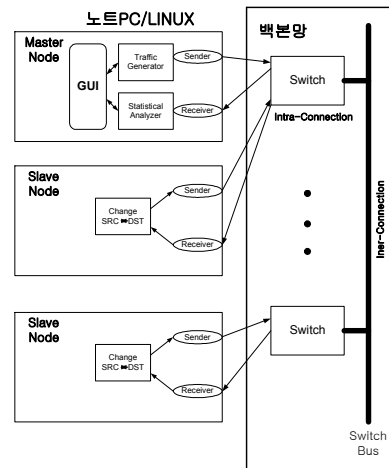 노트PC/LINUX
백본망
Master
Node
GUI
Traffic
Generator
Sender
Statistical
Analyzer
Receiver
Switch
Intra-Connection
Slave
Node
Change
SRC ⇔DST
Sender
Receiver
Iner-Connection
Slave
Node
Change
SRC ⇔DST
Sender
Receiver
Switch
Switch
Bus